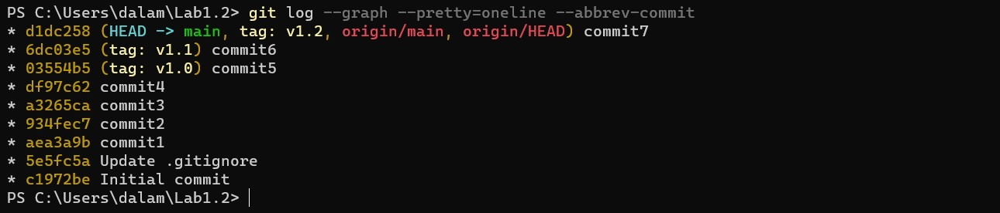 PS C:\Users\dalam\Lab1.2> git log --graph --pretty=oneline --abbrev-commit
* d1dc258 (HEAD -> main, tag: v1.2, origin/main, origin/HEAD) commit7
* 6dc03e5 (tag: v1.1) commit6
* 03554b5 (tag: v1.0) commit5
* df97c62 commit4
* a3265ca commit3
* 934fec7 commit2
* aea3a9b commit1
* 5e5fc5a Update .gitignore
* c1972be Initial commit
PS C:\Users\dalam\Lab1.2>